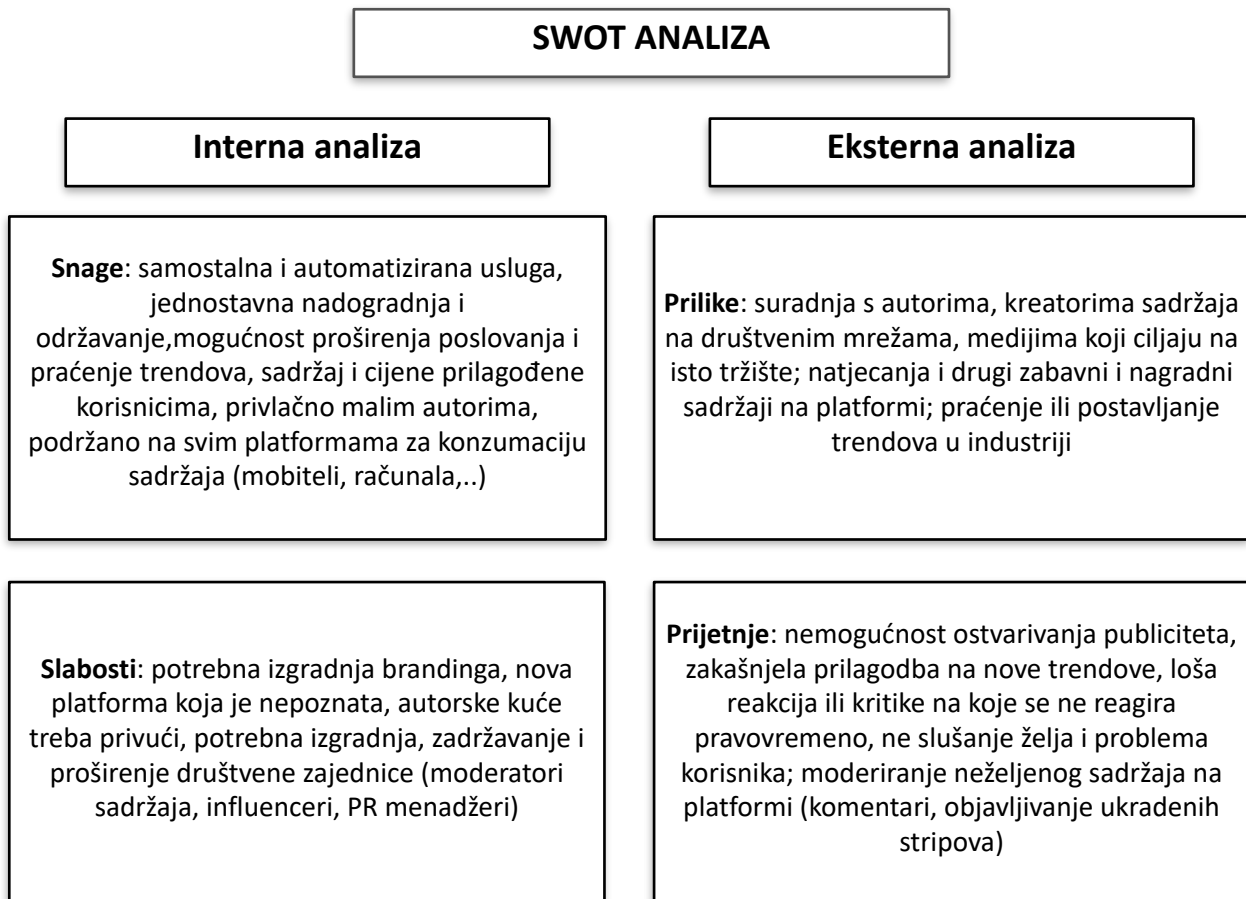 SWOT ANALIZA
Interna analiza
Eksterna analiza
Snage: samostalna i automatizirana usluga,
jednostavna nadogradnja i
održavanje,mogućnost proširenja poslovanja i
praćenje trendova, sadržaj i cijene prilagođene
korisnicima, privlačno malim autorima,
podržano na svim platformama za konzumaciju
sadržaja (mobiteli, računala,..)
Prilike: suradnja s autorima, kreatorima sadržaja
na društvenim mrežama, medijima koji ciljaju na
isto tržište; natjecanja i drugi zabavni i nagradni
sadržaji na platformi; praćenje ili postavljanje
trendova u industriji
Slabosti: potrebna izgradnja brandinga, nova
platforma koja je nepoznata, autorske kuće
treba privući, potrebna izgradnja, zadržavanje i
proširenje društvene zajednice (moderatori
sadržaja, influenceri, PR menadžeri)
Prijetnje: nemogućnost ostvarivanja publiciteta,
zakašnjela prilagodba na nove trendove, loša
reakcija ili kritike na koje se ne reagira
pravovremeno, ne slušanje želja i problema
korisnika; moderiranje neželjenog sadržaja na
platformi (komentari, objavljivanje ukradenih
stripova)